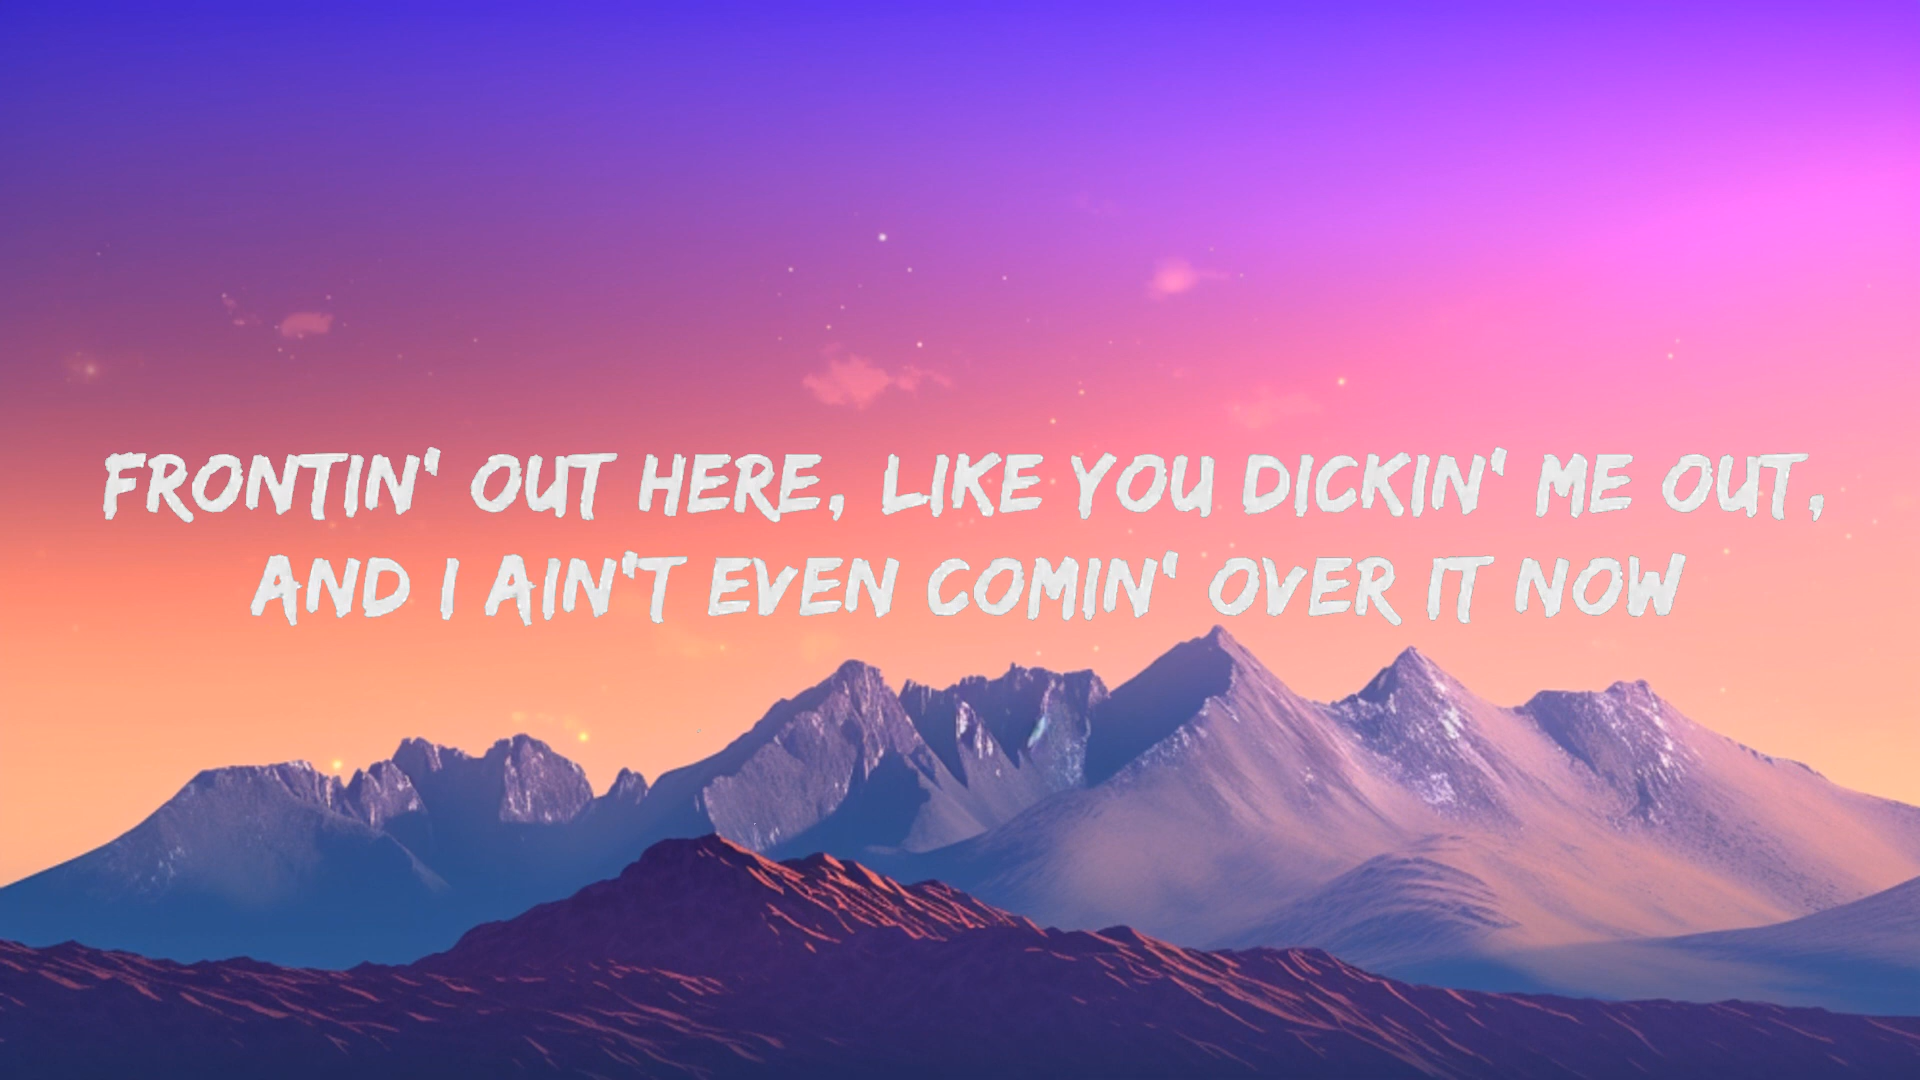 FRONTIN' OUT HERE, LIKE YOU DICKIN' ME OUT,
AND I AIN'T EVEN COMIN' OVER IT NOW